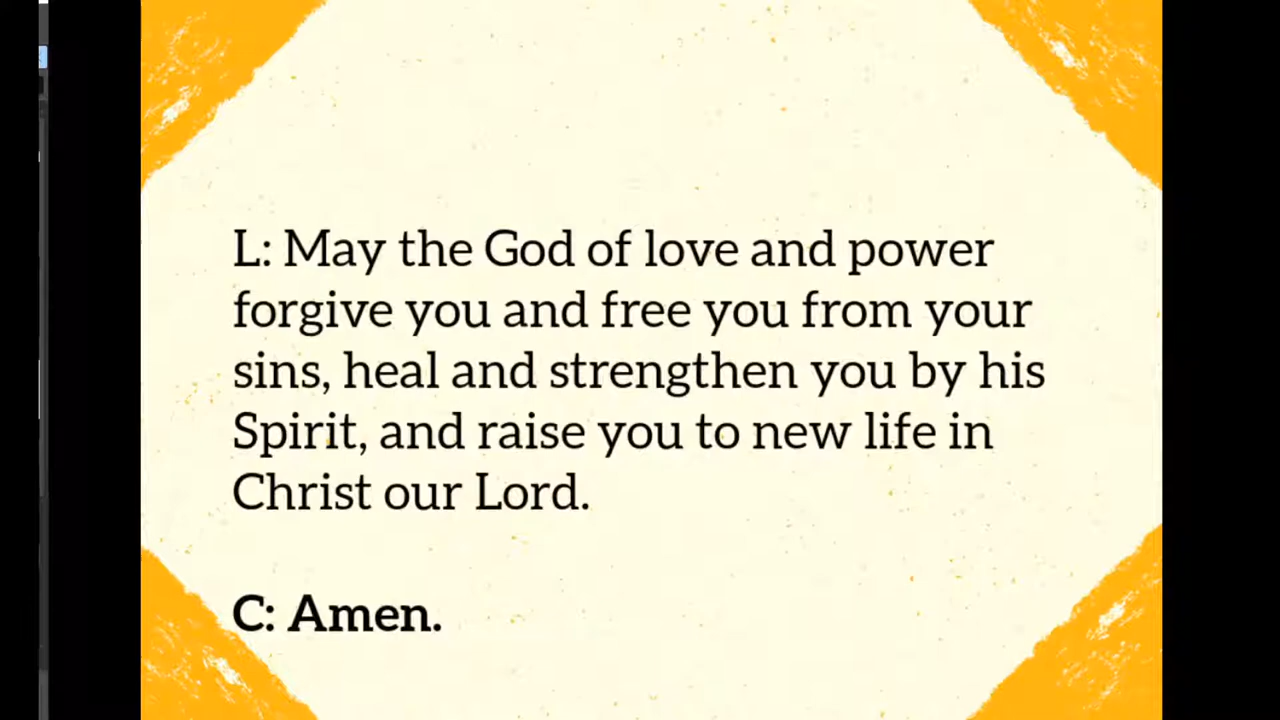 L: May the God of love and power
forgive you and free you from your
sins, heal and strengthen you by his
Spirit, and raise you to new life in
Christ our Lord.
C: Amen.